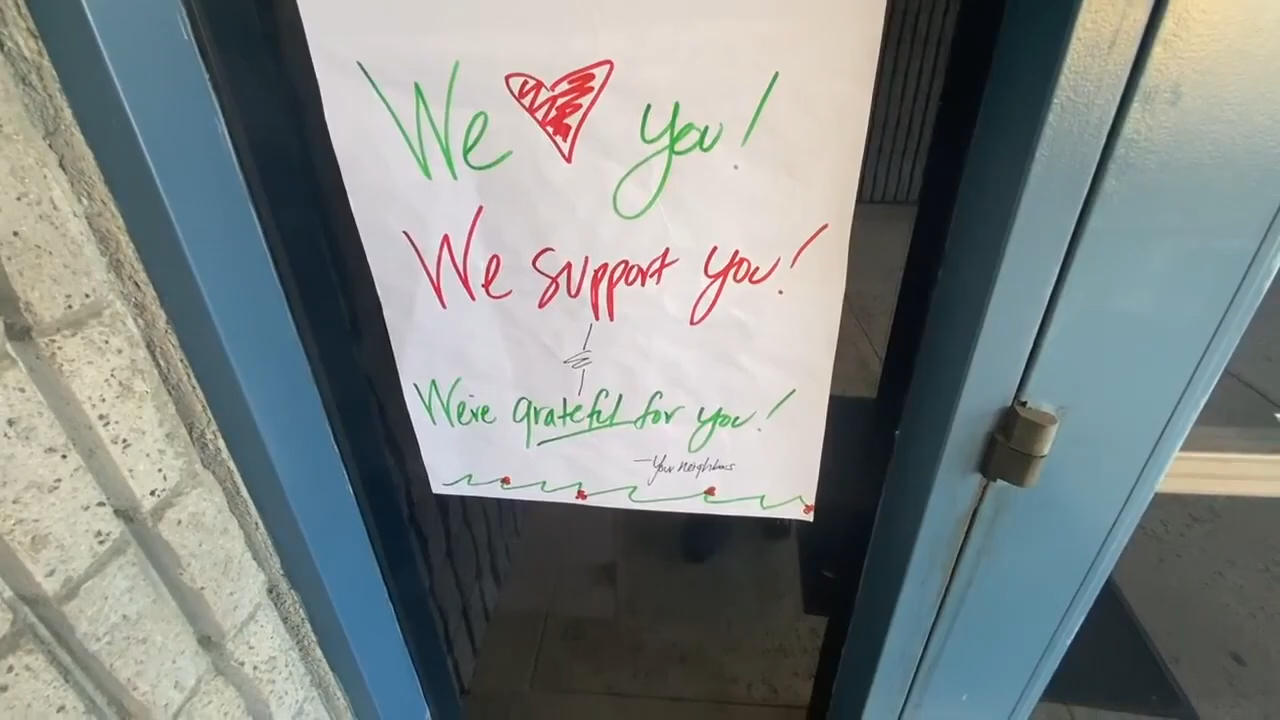 We ❤ you!
We support you!
&
We're grateful for you!
- Your neighbors